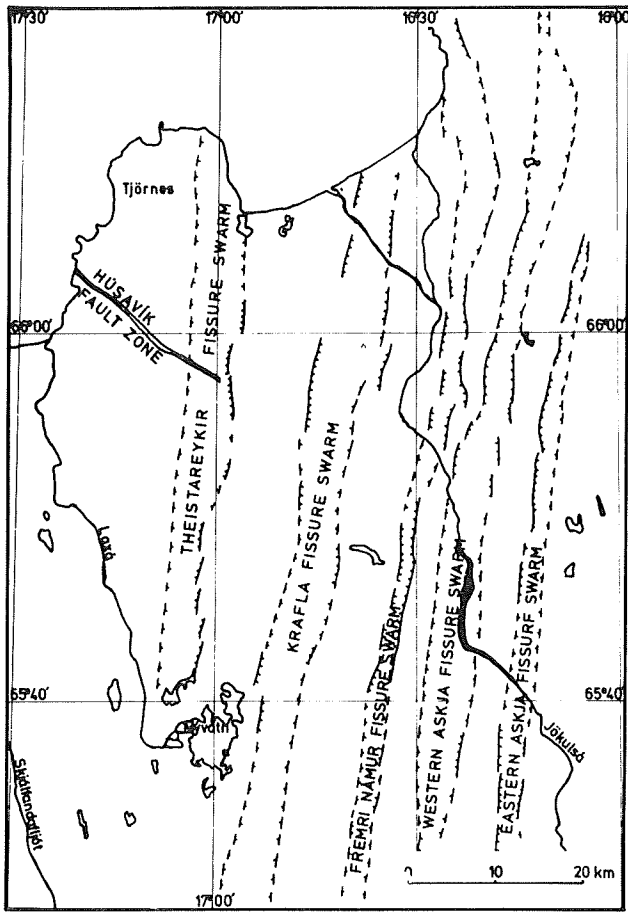 17°30'
17°00'
16°30'
16°00'
Tjörnes
HÚSAVÍK
FAULT ZONE
THEISTAREYKIR FISSURE SWARM
66°00'
66°00'
KRAFLA FISSURE SWARM
Laxá
FREMRI NÁMUR FISSURE SWARM
WESTERN ASKJA FISSURE SWARM
EASTERN ASKJA FISSURF SWARM
65°40'
65°40'
Mývatn
Jökulsá
Skjálfandafljót
0 10 20 km
17°00'